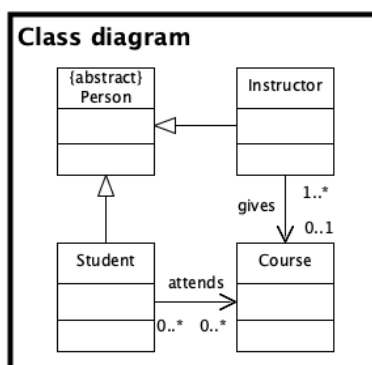 Class diagram
{abstract}
Person
Instructor
1..*
gives
0..1
Student
attends
Course
0..* 0..*